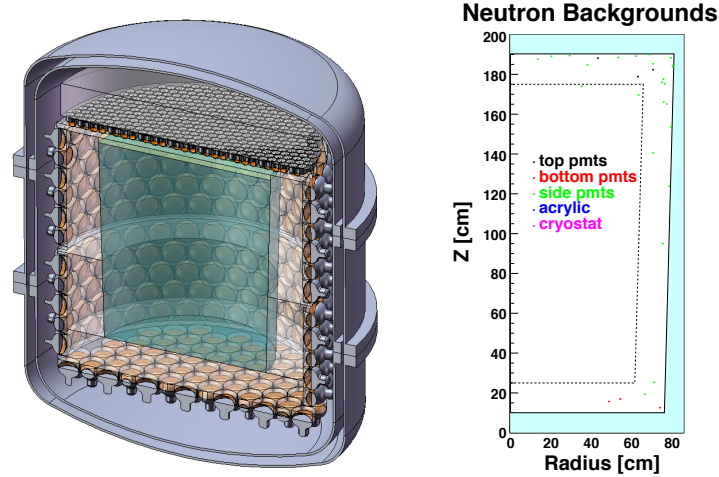 Neutron Backgrounds
200
180
160
140
120
100
80
60
40
20
0
Z [cm]
top pmts
bottom pmts
side pmts
acrylic
cryostat
0 20 40 60 80
Radius [cm]